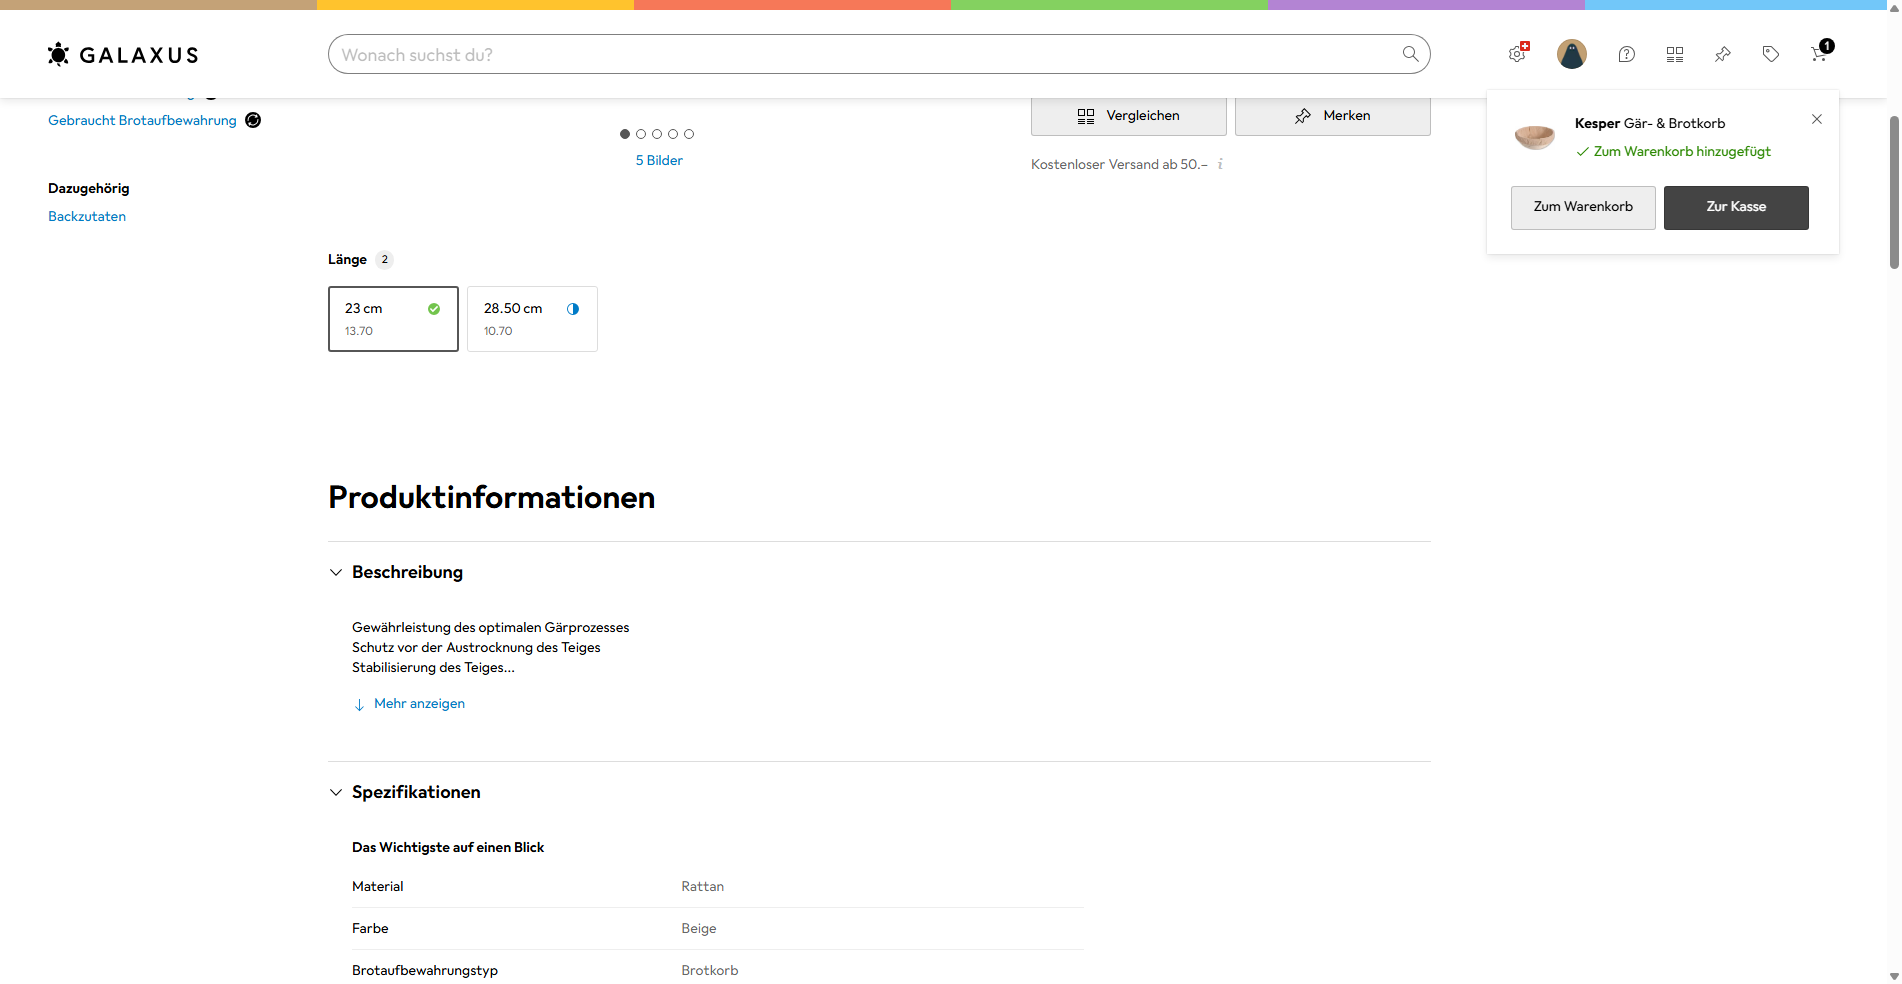 GALAXUS
Wonach suchst du?
1
Gebraucht Brotaufbewahrung
Dazugehörig
Backzutaten
5 Bilder
Vergleichen
Merken
Kostenloser Versand ab 50.– i
Kesper Gär- & Brotkorb
Zum Warenkorb hinzugefügt
Zum Warenkorb
Zur Kasse
Länge 2
23 cm
13.70
28.50 cm
10.70
Produktinformationen
Beschreibung
Gewährleistung des optimalen Gärprozesses
Schutz vor der Austrocknung des Teiges
Stabilisierung des Teiges...
Mehr anzeigen
Spezifikationen
Das Wichtigste auf einen Blick
Material Rattan
Farbe Beige
Brotaufbewahrungstyp Brotkorb